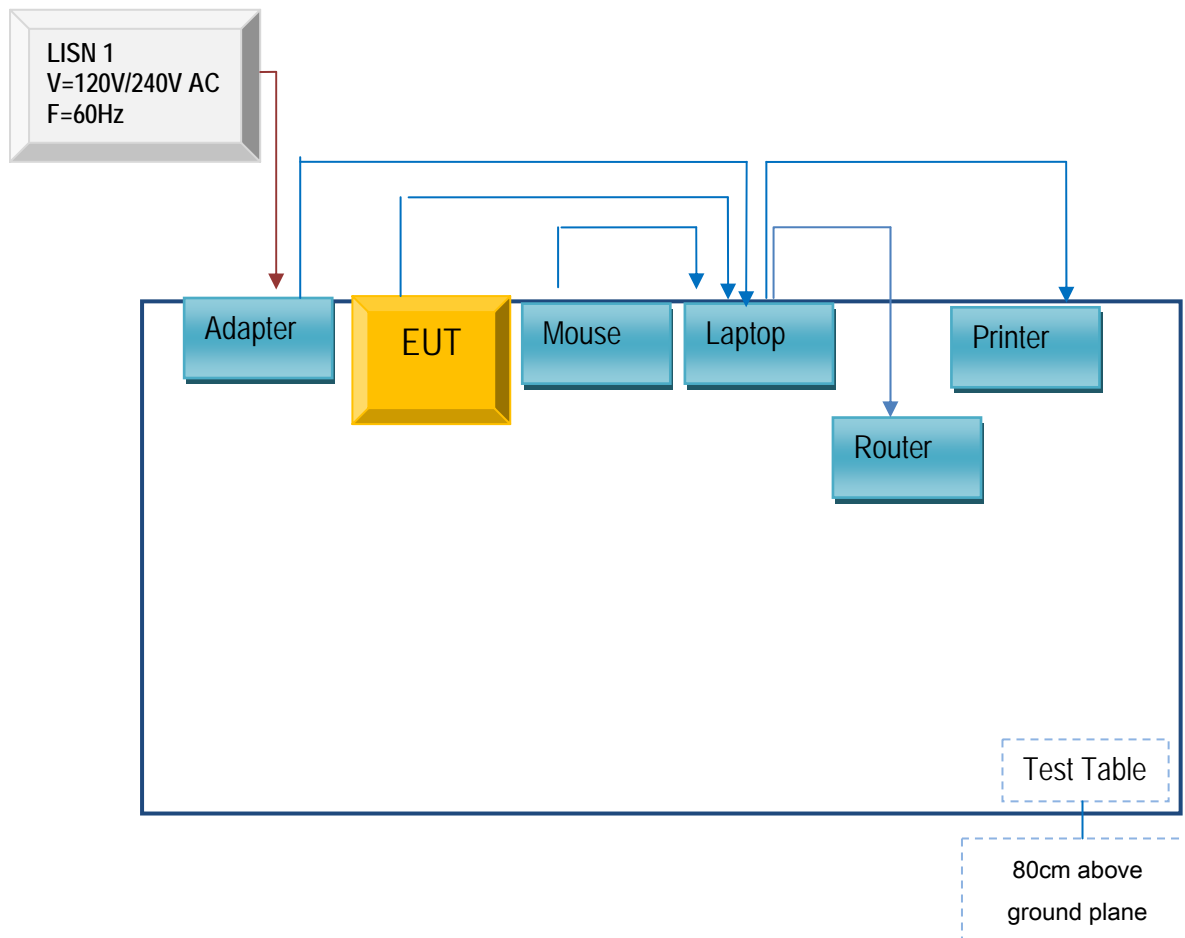 LISN 1
V=120V/240V AC
F=60Hz
Adapter
EUT
Mouse
Laptop
Printer
Router
Test Table
80cm above
ground plane